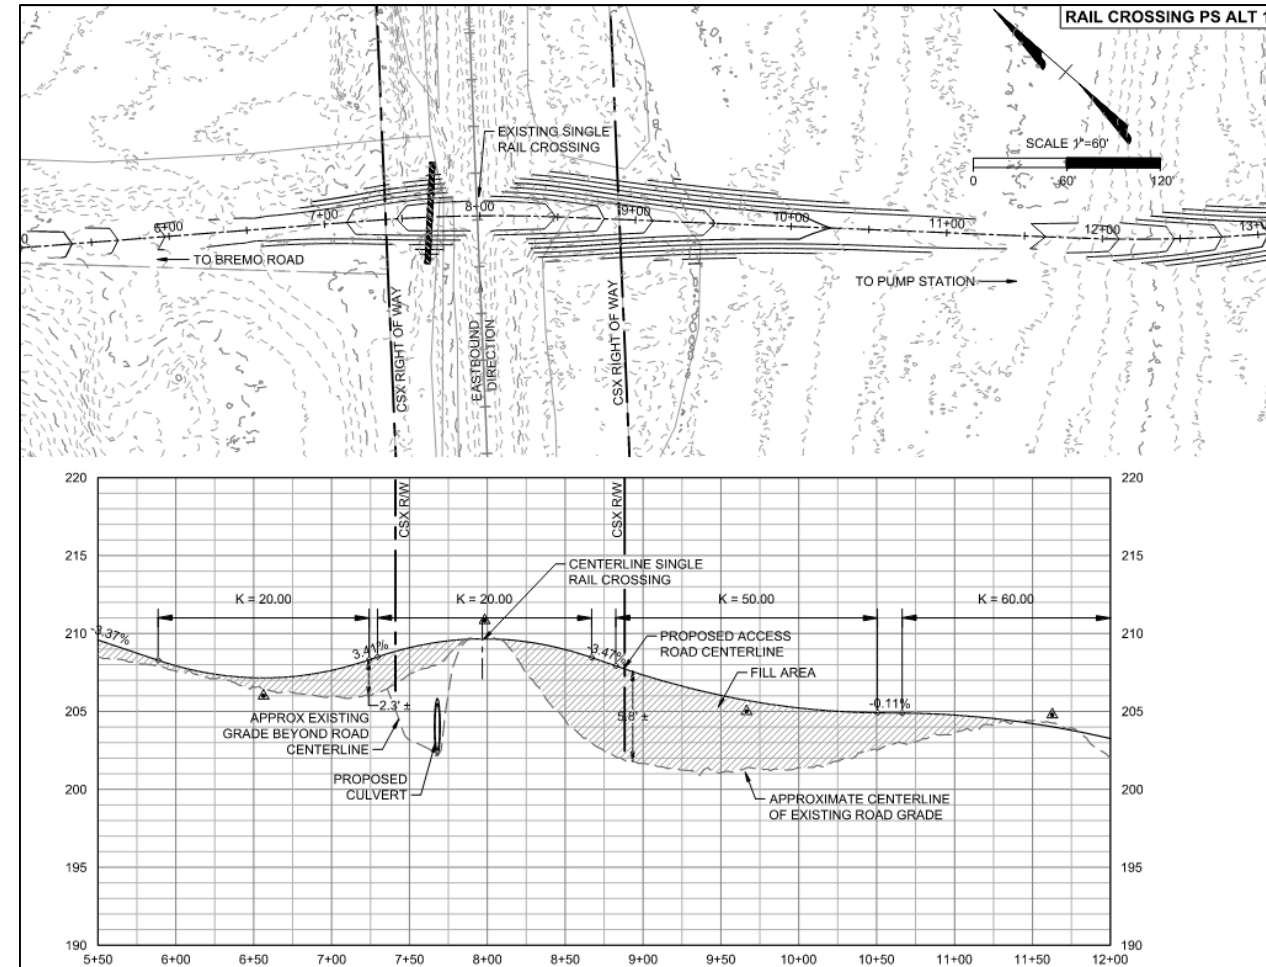 RAIL CROSSING PS ALT 1
EXISTING SINGLE
RAIL CROSSING
SCALE 1"=60'
0 60' 120'
6+00
7+00
8+00
9+00
10+00
11+00
12+00
13+0
0
TO BREMO ROAD
TO PUMP STATION
CSX RIGHT OF WAY
EASTBOUND
DIRECTION
CSX RIGHT OF WAY
220
215
210
205
200
195
190
CSX R/W
CSX R/W
CENTERLINE SINGLE
RAIL CROSSING
K = 20.00
K = 20.00
K = 50.00
K = 60.00
-3.37%
3.41%
-3.47%
-0.11%
PROPOSED ACCESS
ROAD CENTERLINE
FILL AREA
2.3' ±
5.8' ±
APPROX EXISTING
GRADE BEYOND ROAD
CENTERLINE
PROPOSED
CULVERT
APPROXIMATE CENTERLINE
OF EXISTING ROAD GRADE
220
215
210
205
200
195
190
5+50 6+00 6+50 7+00 7+50 8+00 8+50 9+00 9+50 10+00 10+50 11+00 11+50 12+00